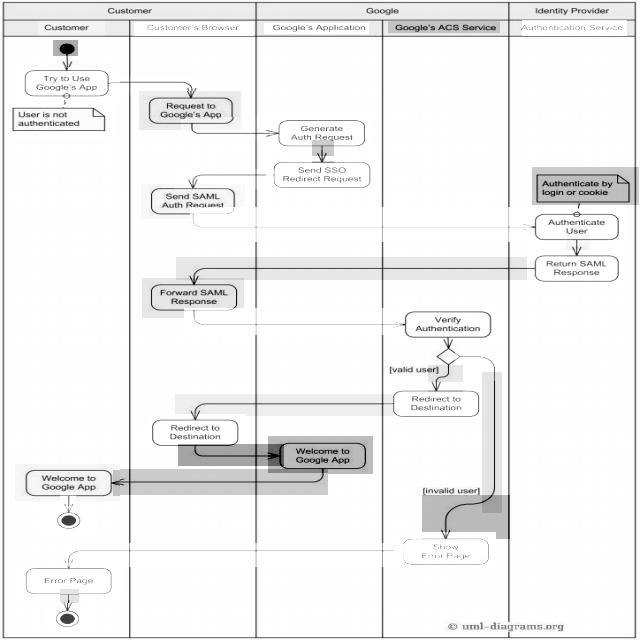 Customer
Google
Identity Provider
Customer
Customer's Browser
Google's Application
Google's ACS Service
Authentication Service
Try to Use
Google's App
User is not
authenticated
Request to
Google's App
Generate
Auth Request
Send SSO
Redirect Request
Send SAML
Auth Request
Authenticate by
login or cookie
Authenticate
User
Return SAML
Response
Forward SAML
Response
Verify
Authentication
[valid user]
Redirect to
Destination
Redirect to
Destination
Welcome to
Google App
Welcome to
Google App
[invalid user]
Show
Error Page
Error Page
© uml-diagrams.org